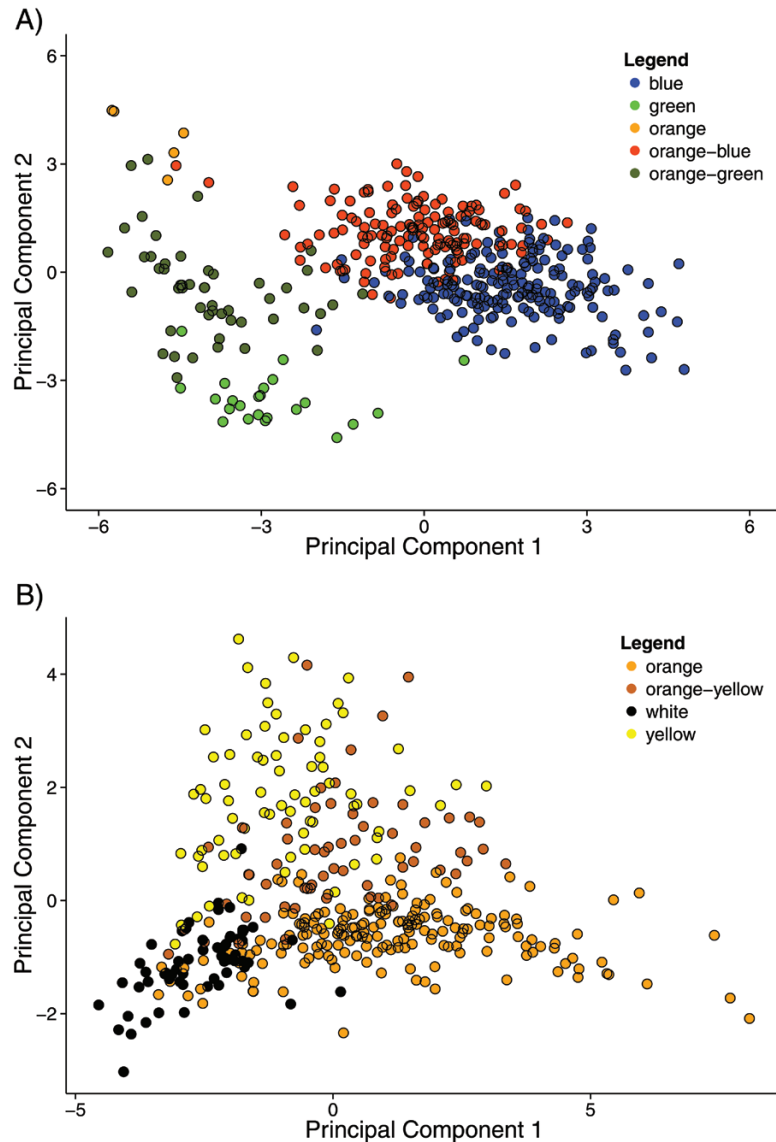 A)
6
3
0
−3
−6
Principal Component 2
−6
−3
0
3
6
Principal Component 1
Legend
blue
green
orange
orange−blue
orange−green
B)
4
2
0
−2
Principal Component 2
−5
0
5
Principal Component 1
Legend
orange
orange−yellow
white
yellow